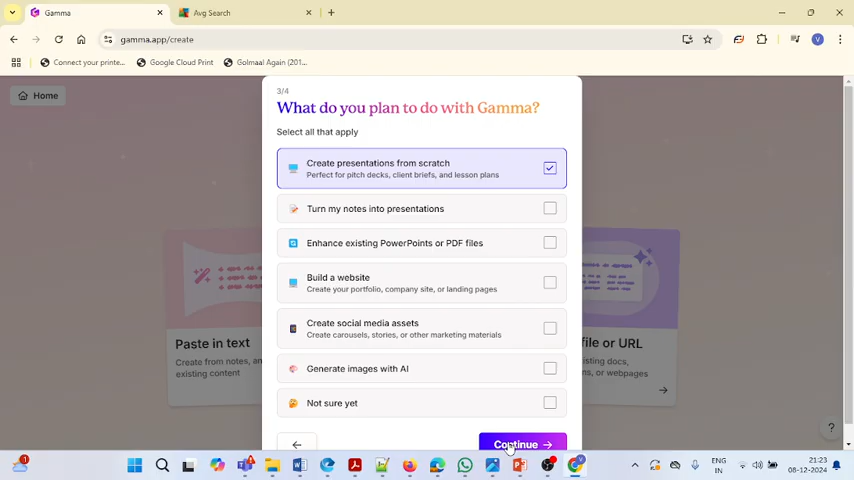 Gamma
Avg Search
gamma.app/create
Connect your printe...
Google Cloud Print
Golmaal Again (201...
V
Home
3/4
What do you plan to do with Gamma?
Select all that apply
Create presentations from scratch
Perfect for pitch decks, client briefs, and lesson plans
Turn my notes into presentations
Enhance existing PowerPoints or PDF files
Build a website
Create your portfolio, company site, or landing pages
Create social media assets
Create carousels, stories, or other marketing materials
Generate images with AI
Not sure yet
Continue
Paste in text
Create from notes, an
existing content
file or URL
isting docs,
ns, or webpages
?
1
ENG
IN
21:23
08-12-2024